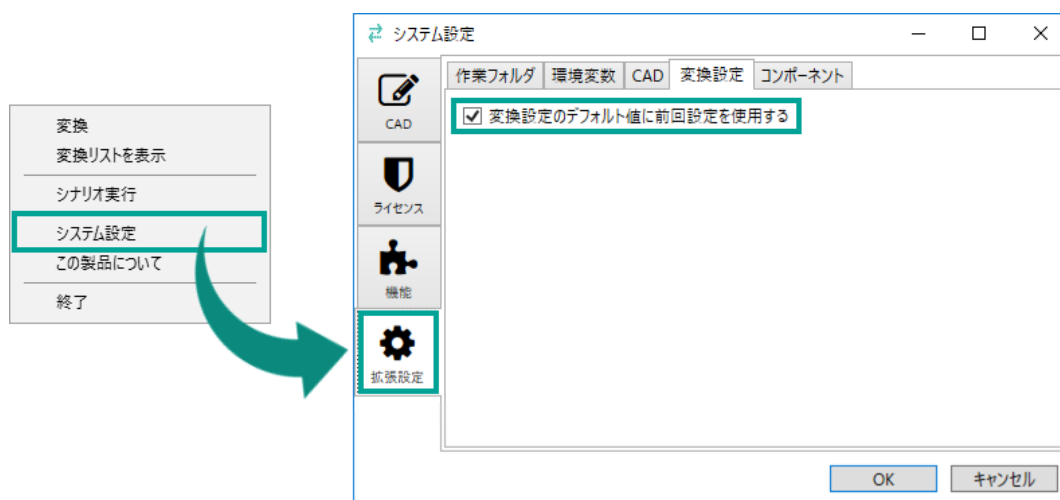 変換
変換リストを表示
シナリオ実行
システム設定
この製品について
終了
システム設定
CAD
ライセンス
機能
拡張設定
作業フォルダ 環境変数 CAD 変換設定 コンポーネント
変換設定のデフォルト値に前回設定を使用する
OK キャンセル